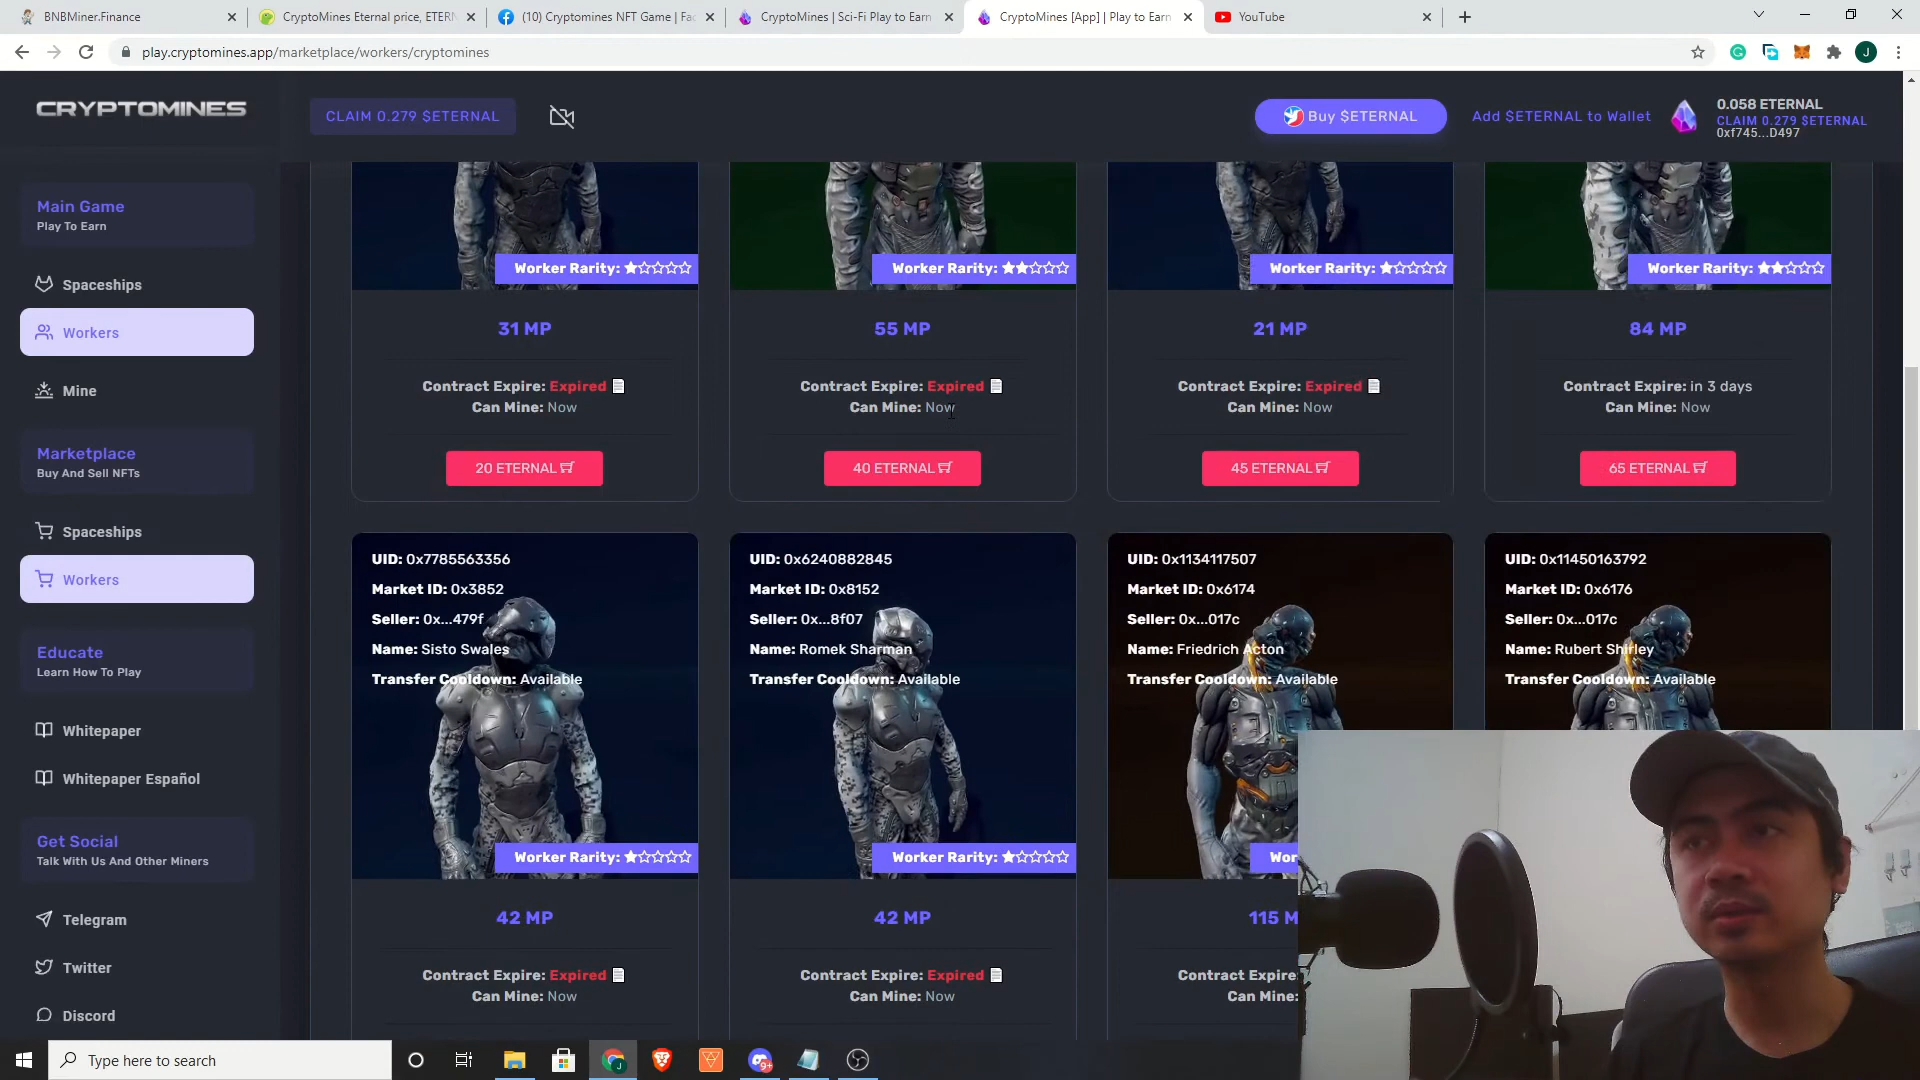 BNBMiner.Finance
CryptoMines Eternal price, ETERN
(10) Cryptomines NFT Game | Fac
CryptoMines | Sci-Fi Play to Earn
CryptoMines [App] | Play to Earn
YouTube
play.cryptomines.app/marketplace/workers/cryptomines
J
CRYPTOMINES
CLAIM 0.279 $ETERNAL
Buy $ETERNAL
Add $ETERNAL to Wallet
0.058 ETERNAL
CLAIM 0.279 $ETERNAL
0xf745...D497
Main Game
Play To Earn
Spaceships
Workers
Mine
Marketplace
Buy And Sell NFTs
Spaceships
Workers
Educate
Learn How To Play
Whitepaper
Whitepaper Español
Get Social
Talk With Us And Other Miners
Telegram
Twitter
Discord
Worker Rarity: ★☆☆☆☆
31 MP
Contract Expire: Expired
Can Mine: Now
20 ETERNAL
Worker Rarity: ★★☆☆☆
55 MP
Contract Expire: Expired
Can Mine: Now
40 ETERNAL
Worker Rarity: ★☆☆☆☆
21 MP
Contract Expire: Expired
Can Mine: Now
45 ETERNAL
Worker Rarity: ★★☆☆☆
84 MP
Contract Expire: in 3 days
Can Mine: Now
65 ETERNAL
UID: 0x7785563356
Market ID: 0x3852
Seller: 0x...479f
Name: Sisto Swales
Transfer Cooldown: Available
Worker Rarity: ★☆☆☆☆
42 MP
Contract Expire: Expired
Can Mine: Now
UID: 0x6240882845
Market ID: 0x8152
Seller: 0x...8f07
Name: Romek Sharman
Transfer Cooldown: Available
Worker Rarity: ★☆☆☆☆
42 MP
Contract Expire: Expired
Can Mine: Now
UID: 0x1134117507
Market ID: 0x6174
Seller: 0x...017c
Name: Friedrich Acton
Transfer Cooldown: Available
Wor
115 M
Contract Expire
Can Mine:
UID: 0x11450163792
Market ID: 0x6176
Seller: 0x...017c
Name: Rubert Shirley
Transfer Cooldown: Available
Type here to search
9+